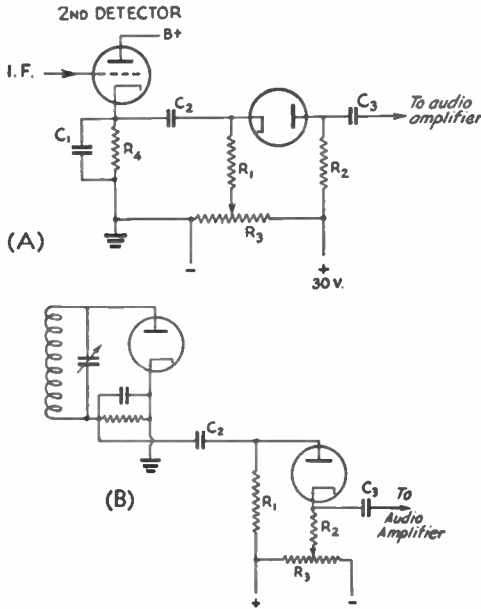 2ND DETECTOR
B+
I.F.
C2
C3
To audio
amplifier
C1
R4
R1
R2
R3
(A)
-
+
30 V.
C2
(B)
R1
C3
To
Audio
Amplifier
R2
R3
+
-